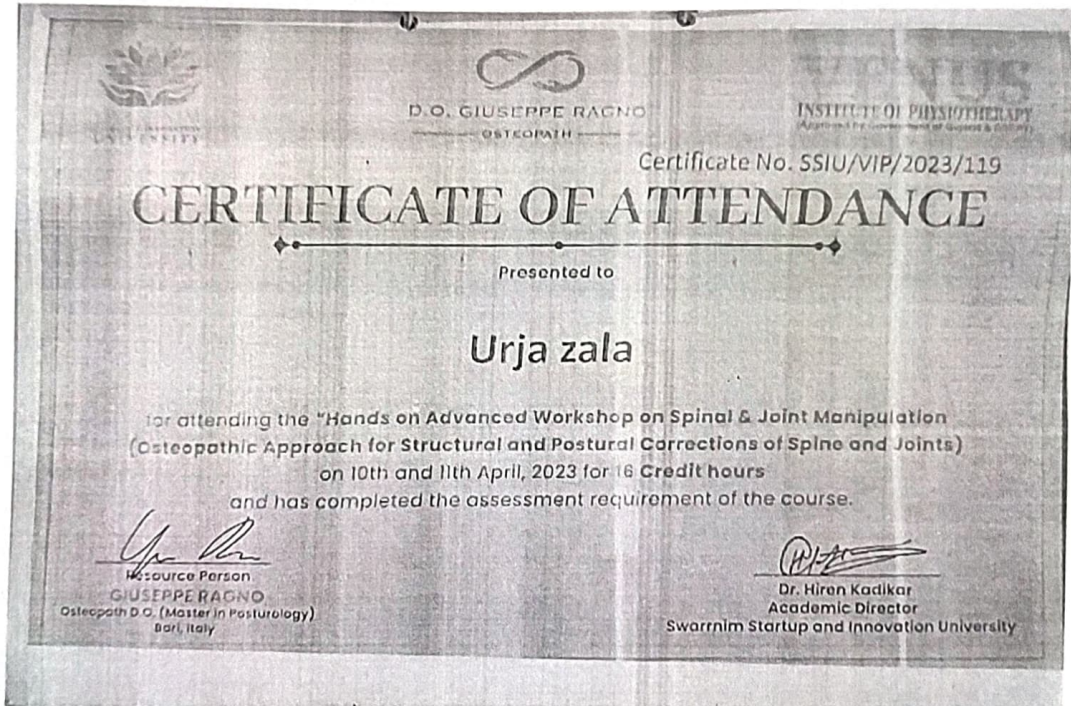 UNIVERSITY
D.O. GIUSEPPE RAGNO
OSTEOPATH
INSTITUTE OF PHYSIOTHERAPY
Certificate No. SSIU/VIP/2023/119
CERTIFICATE OF ATTENDANCE
Presented to
Urja zala
for attending the "Hands on Advanced Workshop on Spinal & Joint Manipulation
(Osteopathic Approach for Structural and Postural Corrections of Spine and Joints)
on 10th and 11th April, 2023 for 16 Credit hours
and has completed the assessment requirement of the course.
Resource Person
GIUSEPPE RAGNO
Osteopath D.O. (Master in Posturology)
Bari, Italy
Dr. Hiren Kadikar
Academic Director
Swarrnim Startup and Innovation University